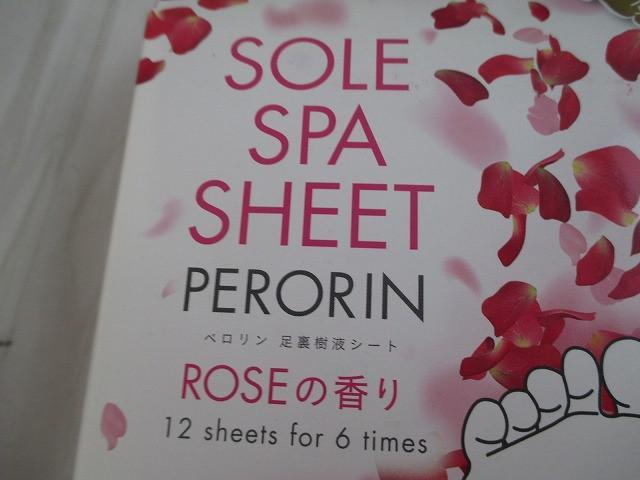 SOLE
SPA
SHEET
PERORIN
ペロリン 足裏樹液シート
ROSEの香り
12 sheets for 6 times